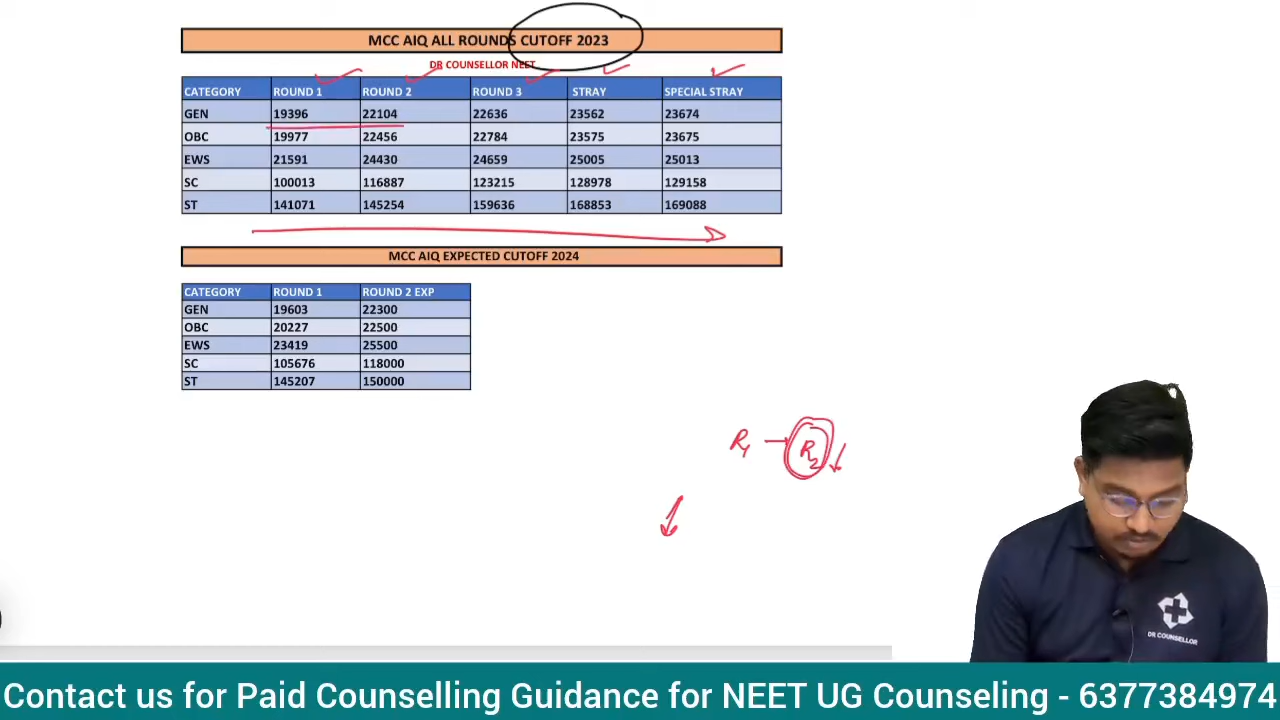 MCC AIQ ALL ROUNDS CUTOFF 2023
DR COUNSELLOR NEET
CATEGORY ROUND 1 ROUND 2 ROUND 3 STRAY SPECIAL STRAY
GEN 19396 22104 22636 23562 23674
OBC 19977 22456 22784 23575 23675
EWS 21591 24430 24659 25005 25013
SC 100013 116887 123215 128978 129158
ST 141071 145254 159636 168853 169088
MCC AIQ EXPECTED CUTOFF 2024
CATEGORY ROUND 1 ROUND 2 EXP
GEN 19603 22300
OBC 20227 22500
EWS 23419 25500
SC 105676 118000
ST 145207 150000
R1 → R2
DR COUNSELLOR
Contact us for Paid Counselling Guidance for NEET UG Counseling - 6377384974